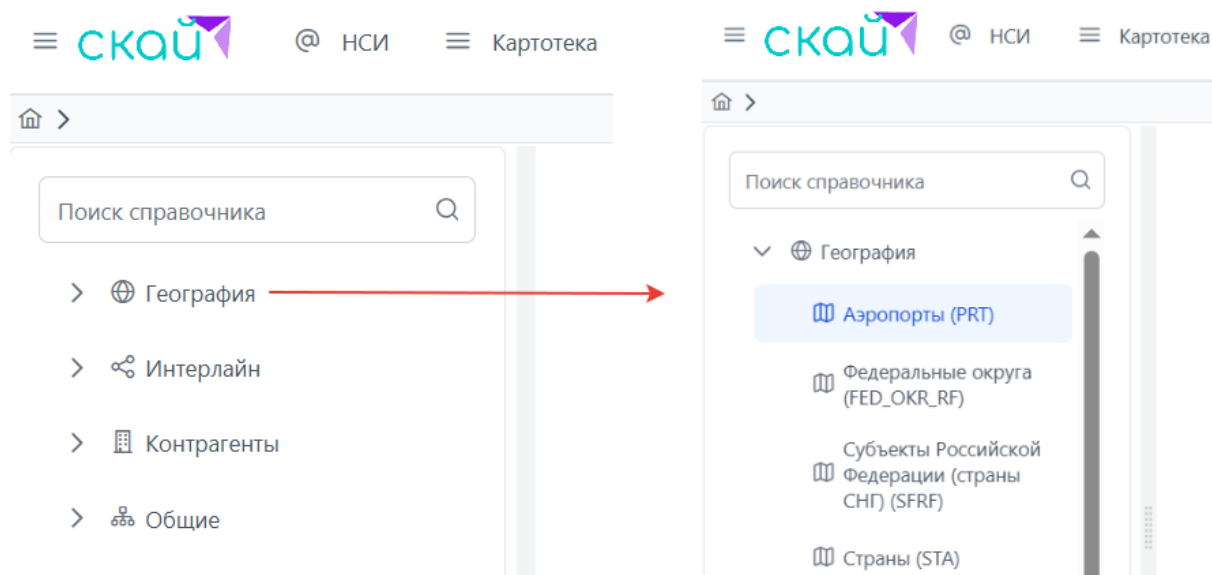 скай @ НСИ Картотека
Поиск справочника
География
Интерлайн
Контрагенты
Общие
скай @ НСИ Картотека
Поиск справочника
География
Аэропорты (PRT)
Федеральные округа
(FED_OKR_RF)
Субъекты Российской
Федерации (страны
СНГ) (SFRF)
Страны (STA)